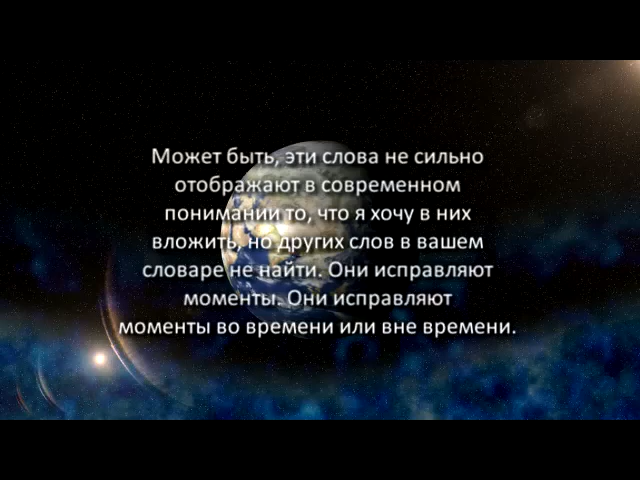 Может быть, эти слова не сильно
отображают в современном
понимании то, что я хочу в них
вложить, но других слов в вашем
словаре не найти. Они исправляют
моменты. Они исправляют
моменты во времени или вне времени.